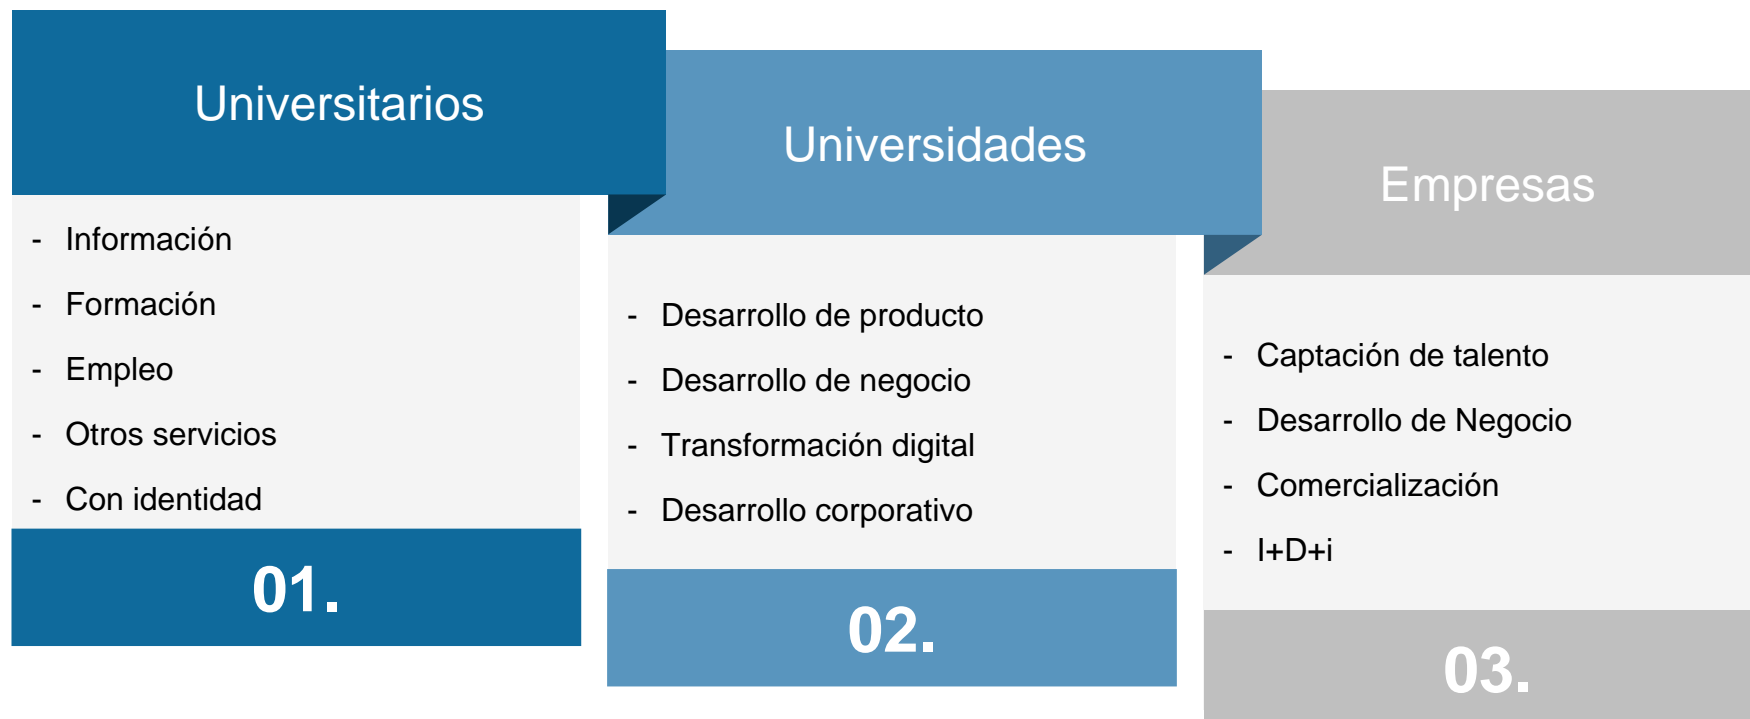 Universitarios
- Información
- Formación
- Empleo
- Otros servicios
- Con identidad
01.
Universidades
- Desarrollo de producto
- Desarrollo de negocio
- Transformación digital
- Desarrollo corporativo
02.
Empresas
- Captación de talento
- Desarrollo de Negocio
- Comercialización
- I+D+i
03.